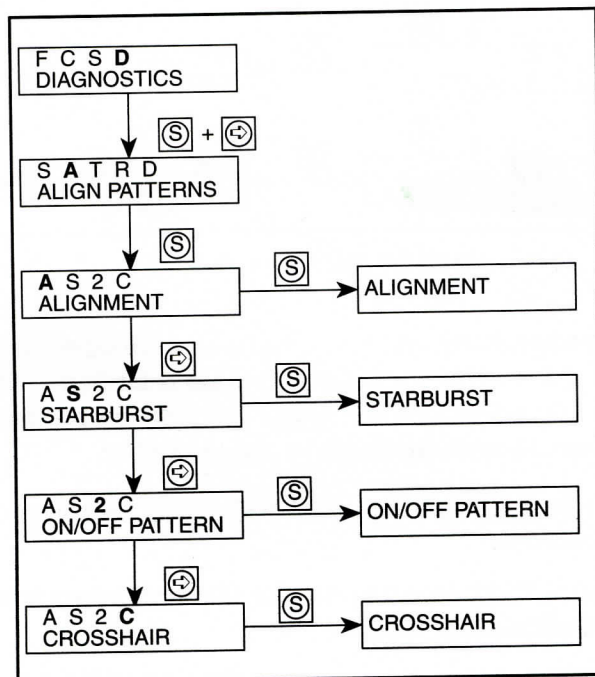 F C S D
DIAGNOSTICS
S +
S A T R D
ALIGN PATTERNS
S
A S 2 C
ALIGNMENT
S
ALIGNMENT
A S 2 C
STARBURST
S
STARBURST
A S 2 C
ON/OFF PATTERN
S
ON/OFF PATTERN
A S 2 C
CROSSHAIR
S
CROSSHAIR